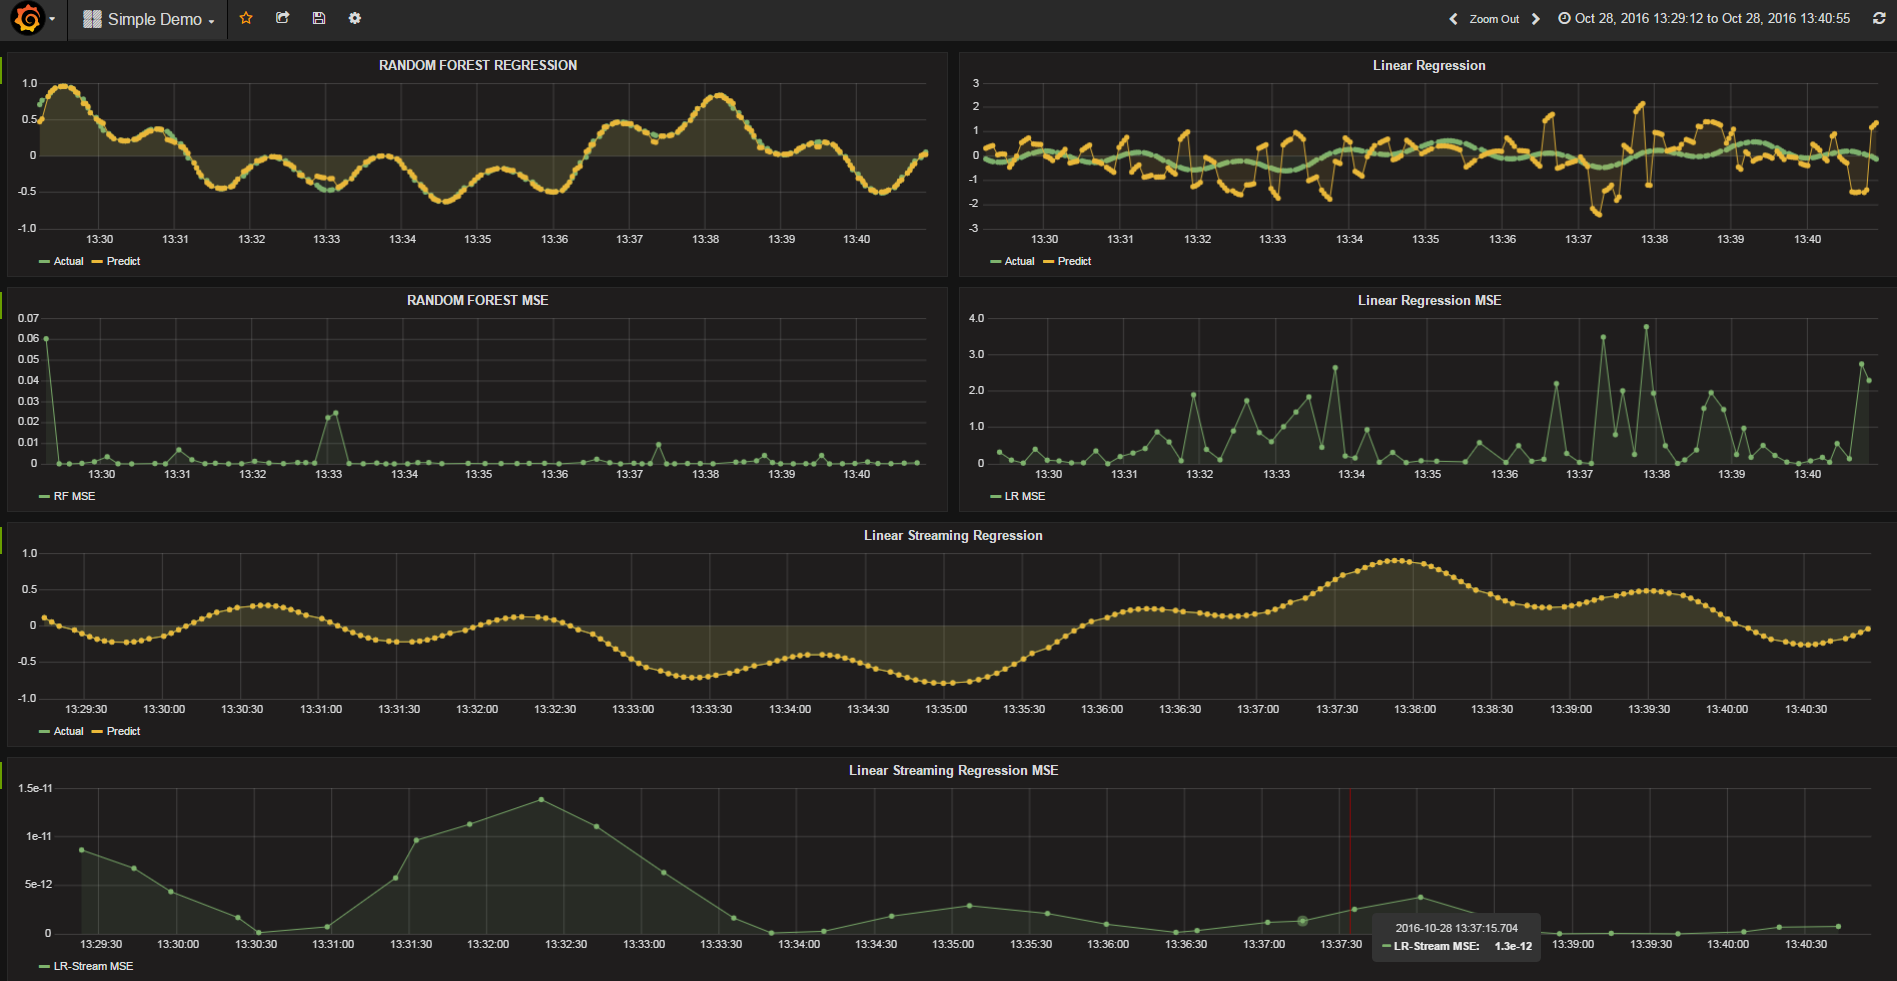 Simple Demo
Zoom Out
Oct 28, 2016 13:29:12 to Oct 28, 2016 13:40:55
RANDOM FOREST REGRESSION
1.0
0.5
0
-0.5
-1.0
13:30 13:31 13:32 13:33 13:34 13:35 13:36 13:37 13:38 13:39 13:40
Actual Predict
Linear Regression
3
2
1
0
-1
-2
-3
13:30 13:31 13:32 13:33 13:34 13:35 13:36 13:37 13:38 13:39 13:40
Actual Predict
RANDOM FOREST MSE
0.07
0.06
0.05
0.04
0.03
0.02
0.01
0
13:30 13:31 13:32 13:33 13:34 13:35 13:36 13:37 13:38 13:39 13:40
RF MSE
Linear Regression MSE
4.0
3.0
2.0
1.0
0
13:30 13:31 13:32 13:33 13:34 13:35 13:36 13:37 13:38 13:39 13:40
LR MSE
Linear Streaming Regression
1.0
0.5
0
-0.5
-1.0
13:29:30 13:30:00 13:30:30 13:31:00 13:31:30 13:32:00 13:32:30 13:33:00 13:33:30 13:34:00 13:34:30 13:35:00 13:35:30 13:36:00 13:36:30 13:37:00 13:37:30 13:38:00 13:38:30 13:39:00 13:39:30 13:40:00 13:40:30
Actual Predict
Linear Streaming Regression MSE
1.5e-11
1e-11
5e-12
0
13:29:30 13:30:00 13:30:30 13:31:00 13:31:30 13:32:00 13:32:30 13:33:00 13:33:30 13:34:00 13:34:30 13:35:00 13:35:30 13:36:00 13:36:30 13:37:00 13:37:30 13:39:00 13:39:30 13:40:00 13:40:30
2016-10-28 13:37:15.704
LR-Stream MSE: 1.3e-12
LR-Stream MSE